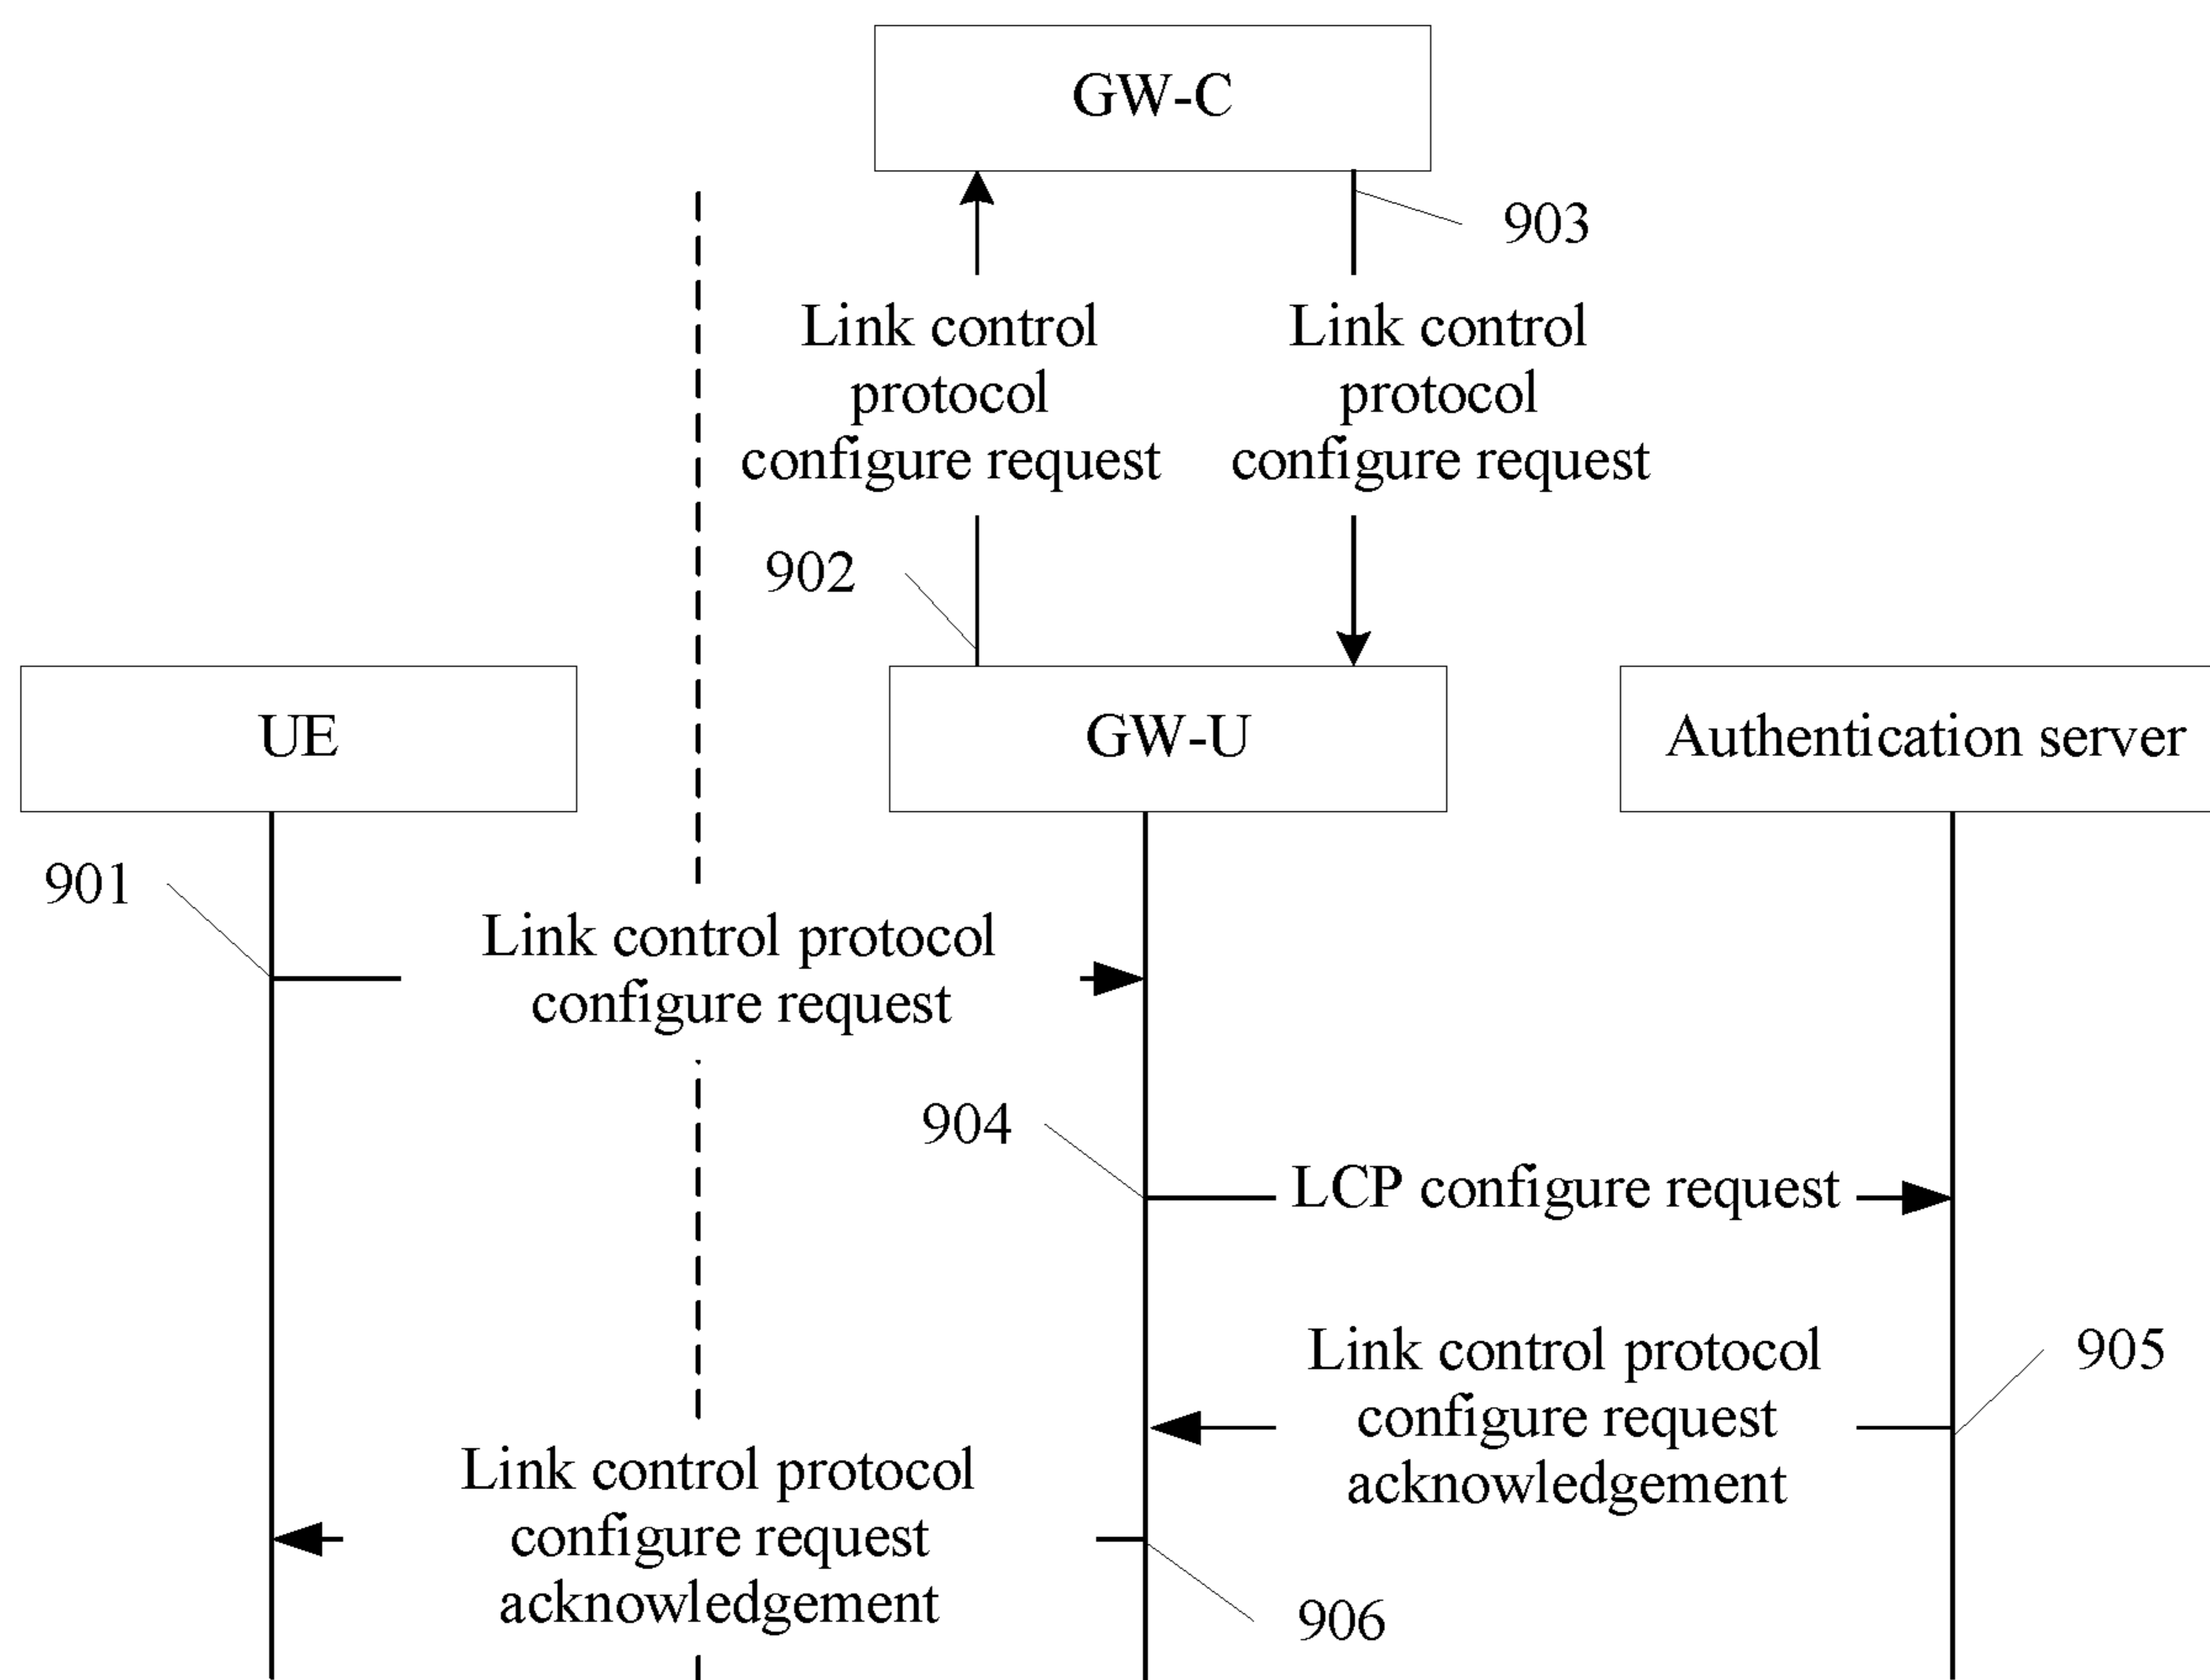 GW-C
903
Link control
protocol
configure request
Link control
protocol
configure request
902
UE
GW-U
Authentication server
901
Link control protocol
configure request
904
LCP configure request
Link control protocol
configure request
acknowledgement
905
Link control protocol
configure request
acknowledgement
906